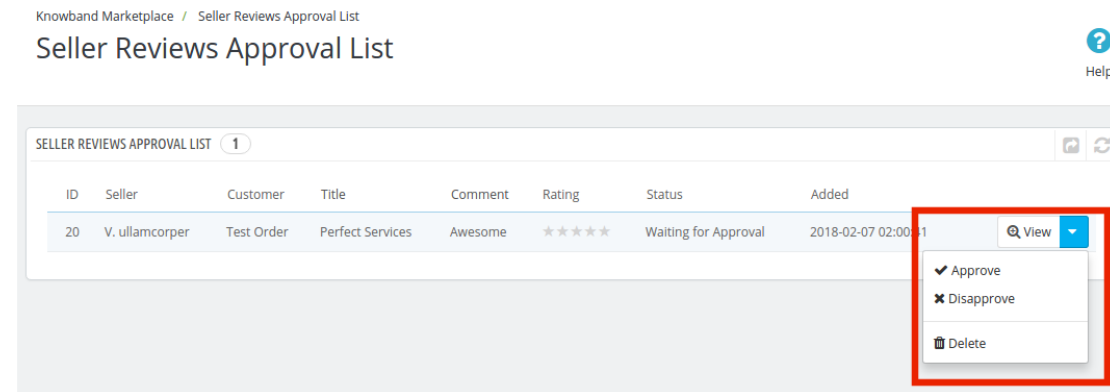 Knowband Marketplace / Seller Reviews Approval List
Seller Reviews Approval List
Help
SELLER REVIEWS APPROVAL LIST 1
ID Seller Customer Title Comment Rating Status Added
20 V. ullamcorper Test Order Perfect Services Awesome Waiting for Approval 2018-02-07 02:00:41 View
Approve
Disapprove
Delete